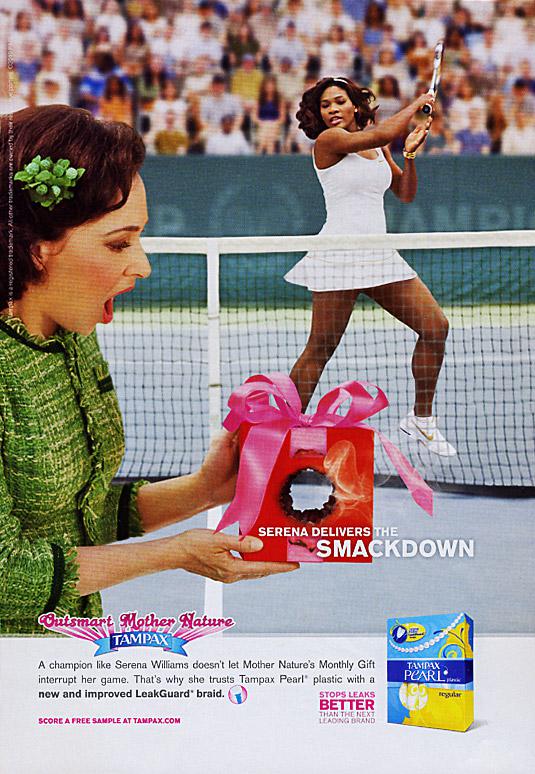 SERENA DELIVERS THE
SMACKDOWN
Outsmart Mother Nature
TAMPAX
A champion like Serena Williams doesn't let Mother Nature's Monthly Gift
interrupt her game. That's why she trusts Tampax Pearl® plastic with a
new and improved LeakGuard® braid.
SCORE A FREE SAMPLE AT TAMPAX.COM
STOPS LEAKS
BETTER
THAN THE NEXT
LEADING BRAND
TAMPAX
PEARL plastic
regular